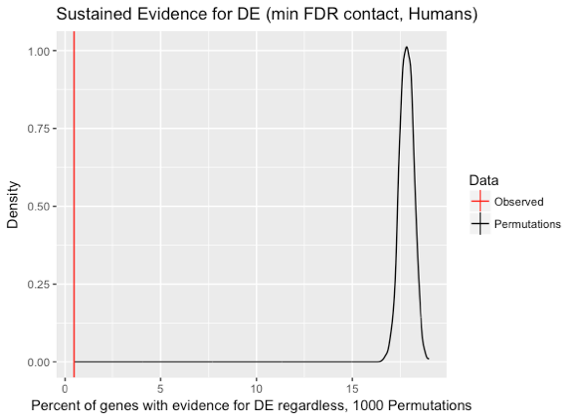 Sustained Evidence for DE (min FDR contact, Humans)
1.00
0.75
0.50
0.25
0.00
Density
0
5
10
15
Percent of genes with evidence for DE regardless, 1000 Permutations
Data
Observed
Permutations